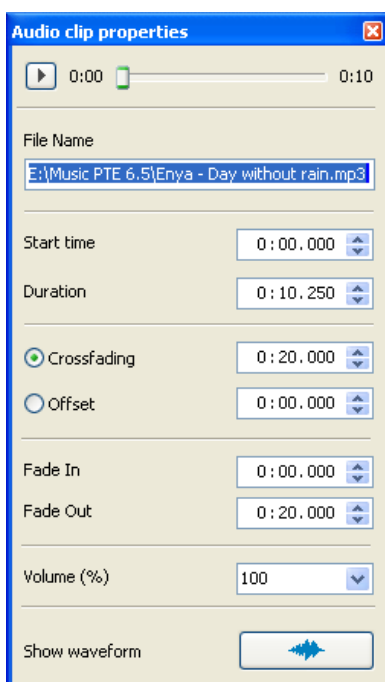 Audio clip properties
0:00 0:10
File Name
E:\Music PTE 6.5\Enya - Day without rain.mp3
Start time 0:00.000
Duration 0:10.250
Crossfading 0:20.000
Offset 0:00.000
Fade In 0:00.000
Fade Out 0:20.000
Volume (%) 100
Show waveform